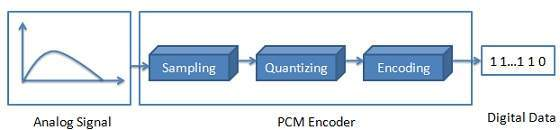 Sampling
Quantizing
Encoding
1 1...1 1 0
Analog Signal
PCM Encoder
Digital Data